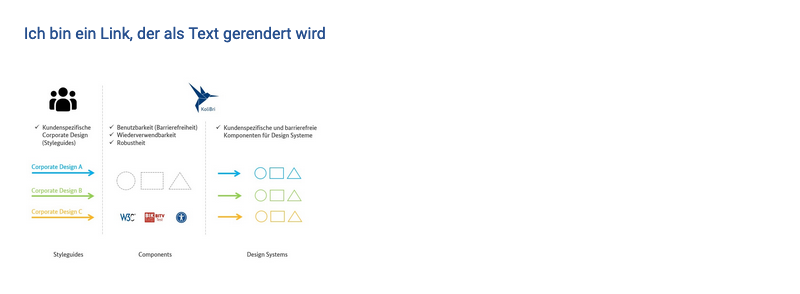 Ich bin ein Link, der als Text gerendert wird
KoliBri
✓ Kundenspezifische
Corporate Design
(Styleguides)
✓ Benutzbarkeit (Barrierefreiheit)
✓ Wiederverwendbarkeit
✓ Robustheit
✓ Kundenspezifische und barrierefreie
Komponenten für Design Systeme
Corporate Design A
Corporate Design B
Corporate Design C
W3C
BIK BITV
Styleguides
Components
Design Systems